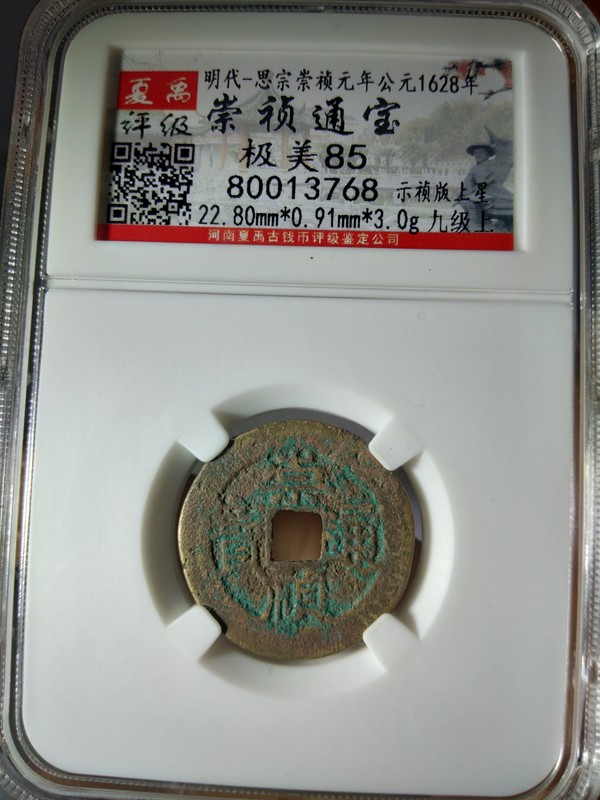 夏禹
评级
明代-思宗崇祯元年公元1628年
崇祯通宝
极美85
80013768 示祯版上星
22.80mm*0.91mm*3.0g 九级上
河南夏禹古钱币评级鉴定公司
崇禎通寶